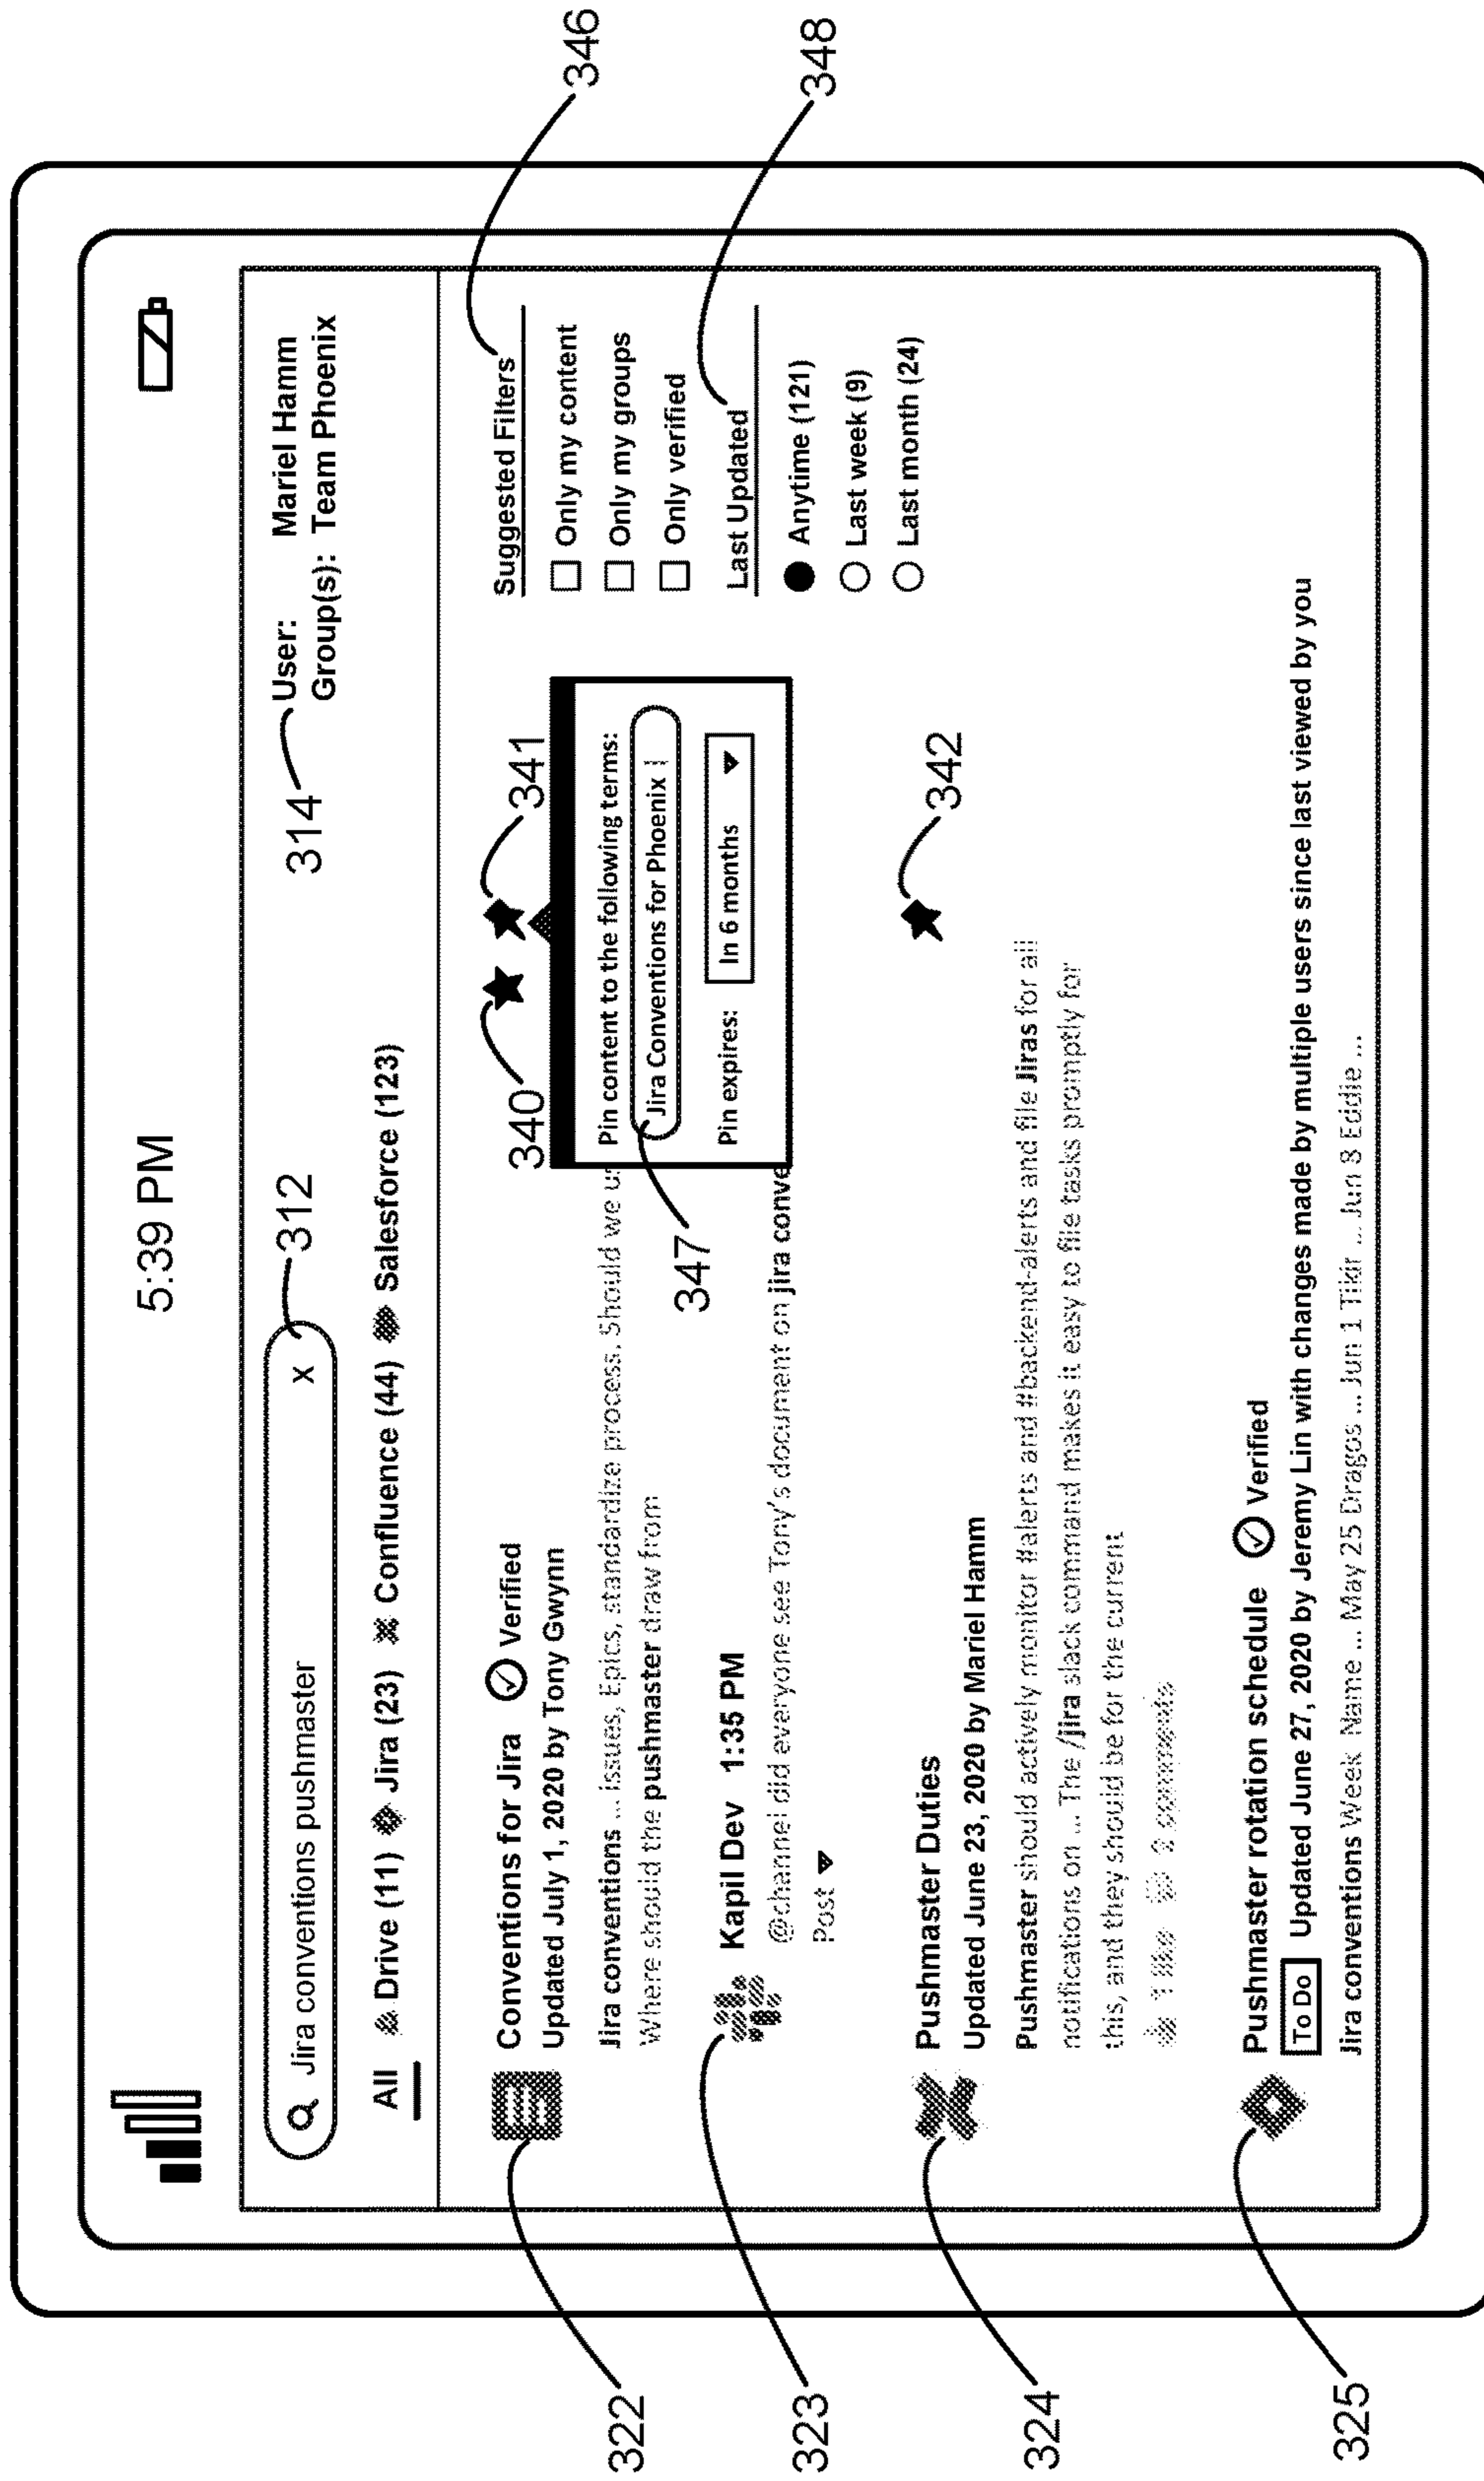 5:39 PM
Jira conventions pushmaster X
312
314
User: Mariel Hamm
Group(s): Team Phoenix
All Drive (11) Jira (23) Confluence (44) Salesforce (123)
322
Conventions for Jira Verified
Updated July 1, 2020 by Tony Gwynn
Jira conventions ... issues, Epics, standardize process. Should we us
Where should the pushmaster draw from
340
341
Pin content to the following terms:
Jira Conventions for Phoenix |
347
Pin expires: In 6 months
323
Kapil Dev 1:35 PM
@channel did everyone see Tony's document on jira conve
Post
324
Pushmaster Duties
342
Updated June 23, 2020 by Mariel Hamm
Pushmaster should actively monitor #alerts and #backend-alerts and file Jiras for all
notifications on ... The /jira slack command makes it easy to file tasks promptly for
this, and they should be for the current
1 like 2 comments
325
Pushmaster rotation schedule Verified
To Do Updated June 27, 2020 by Jeremy Lin with changes made by multiple users since last viewed by you
Jira conventions Week Name ... May 25 Dragos ... Jun 1 Tikir ... Jun 8 Eddie ...
346
Suggested Filters
Only my content
Only my groups
Only verified
348
Last Updated
Anytime (121)
Last week (9)
Last month (24)